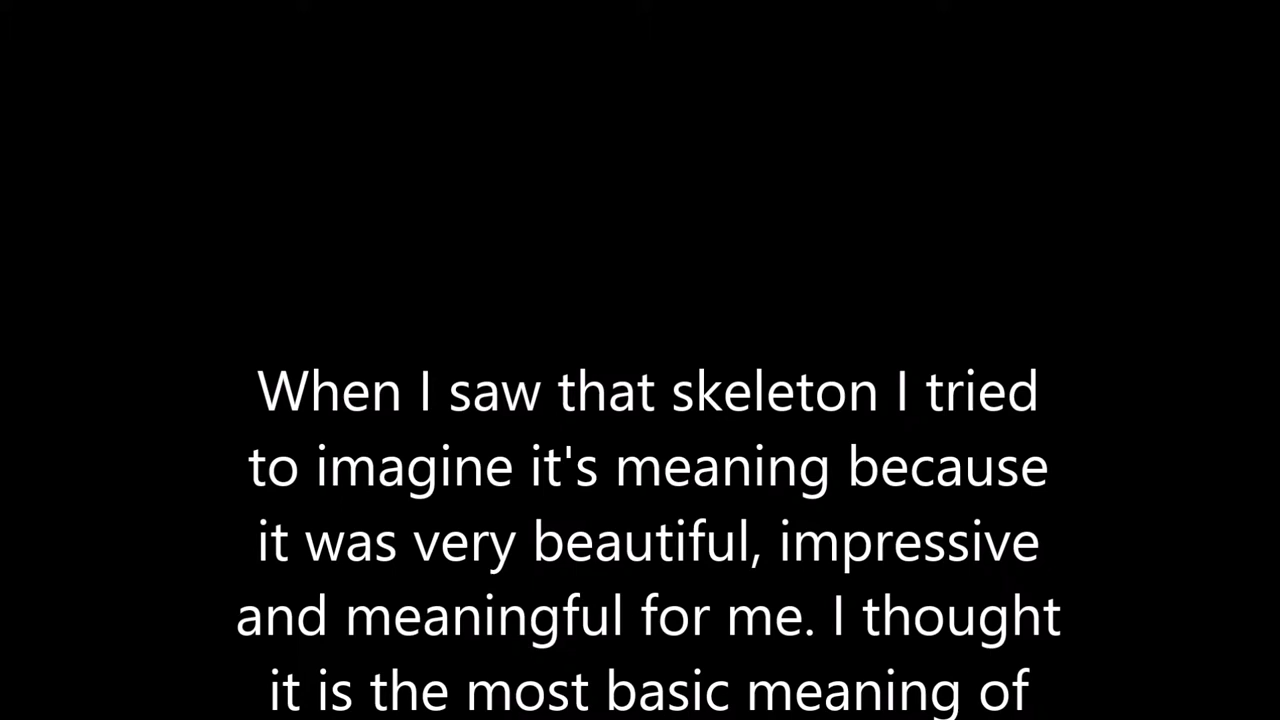 When I saw that skeleton I tried
to imagine it's meaning because
it was very beautiful, impressive
and meaningful for me. I thought
it is the most basic meaning of